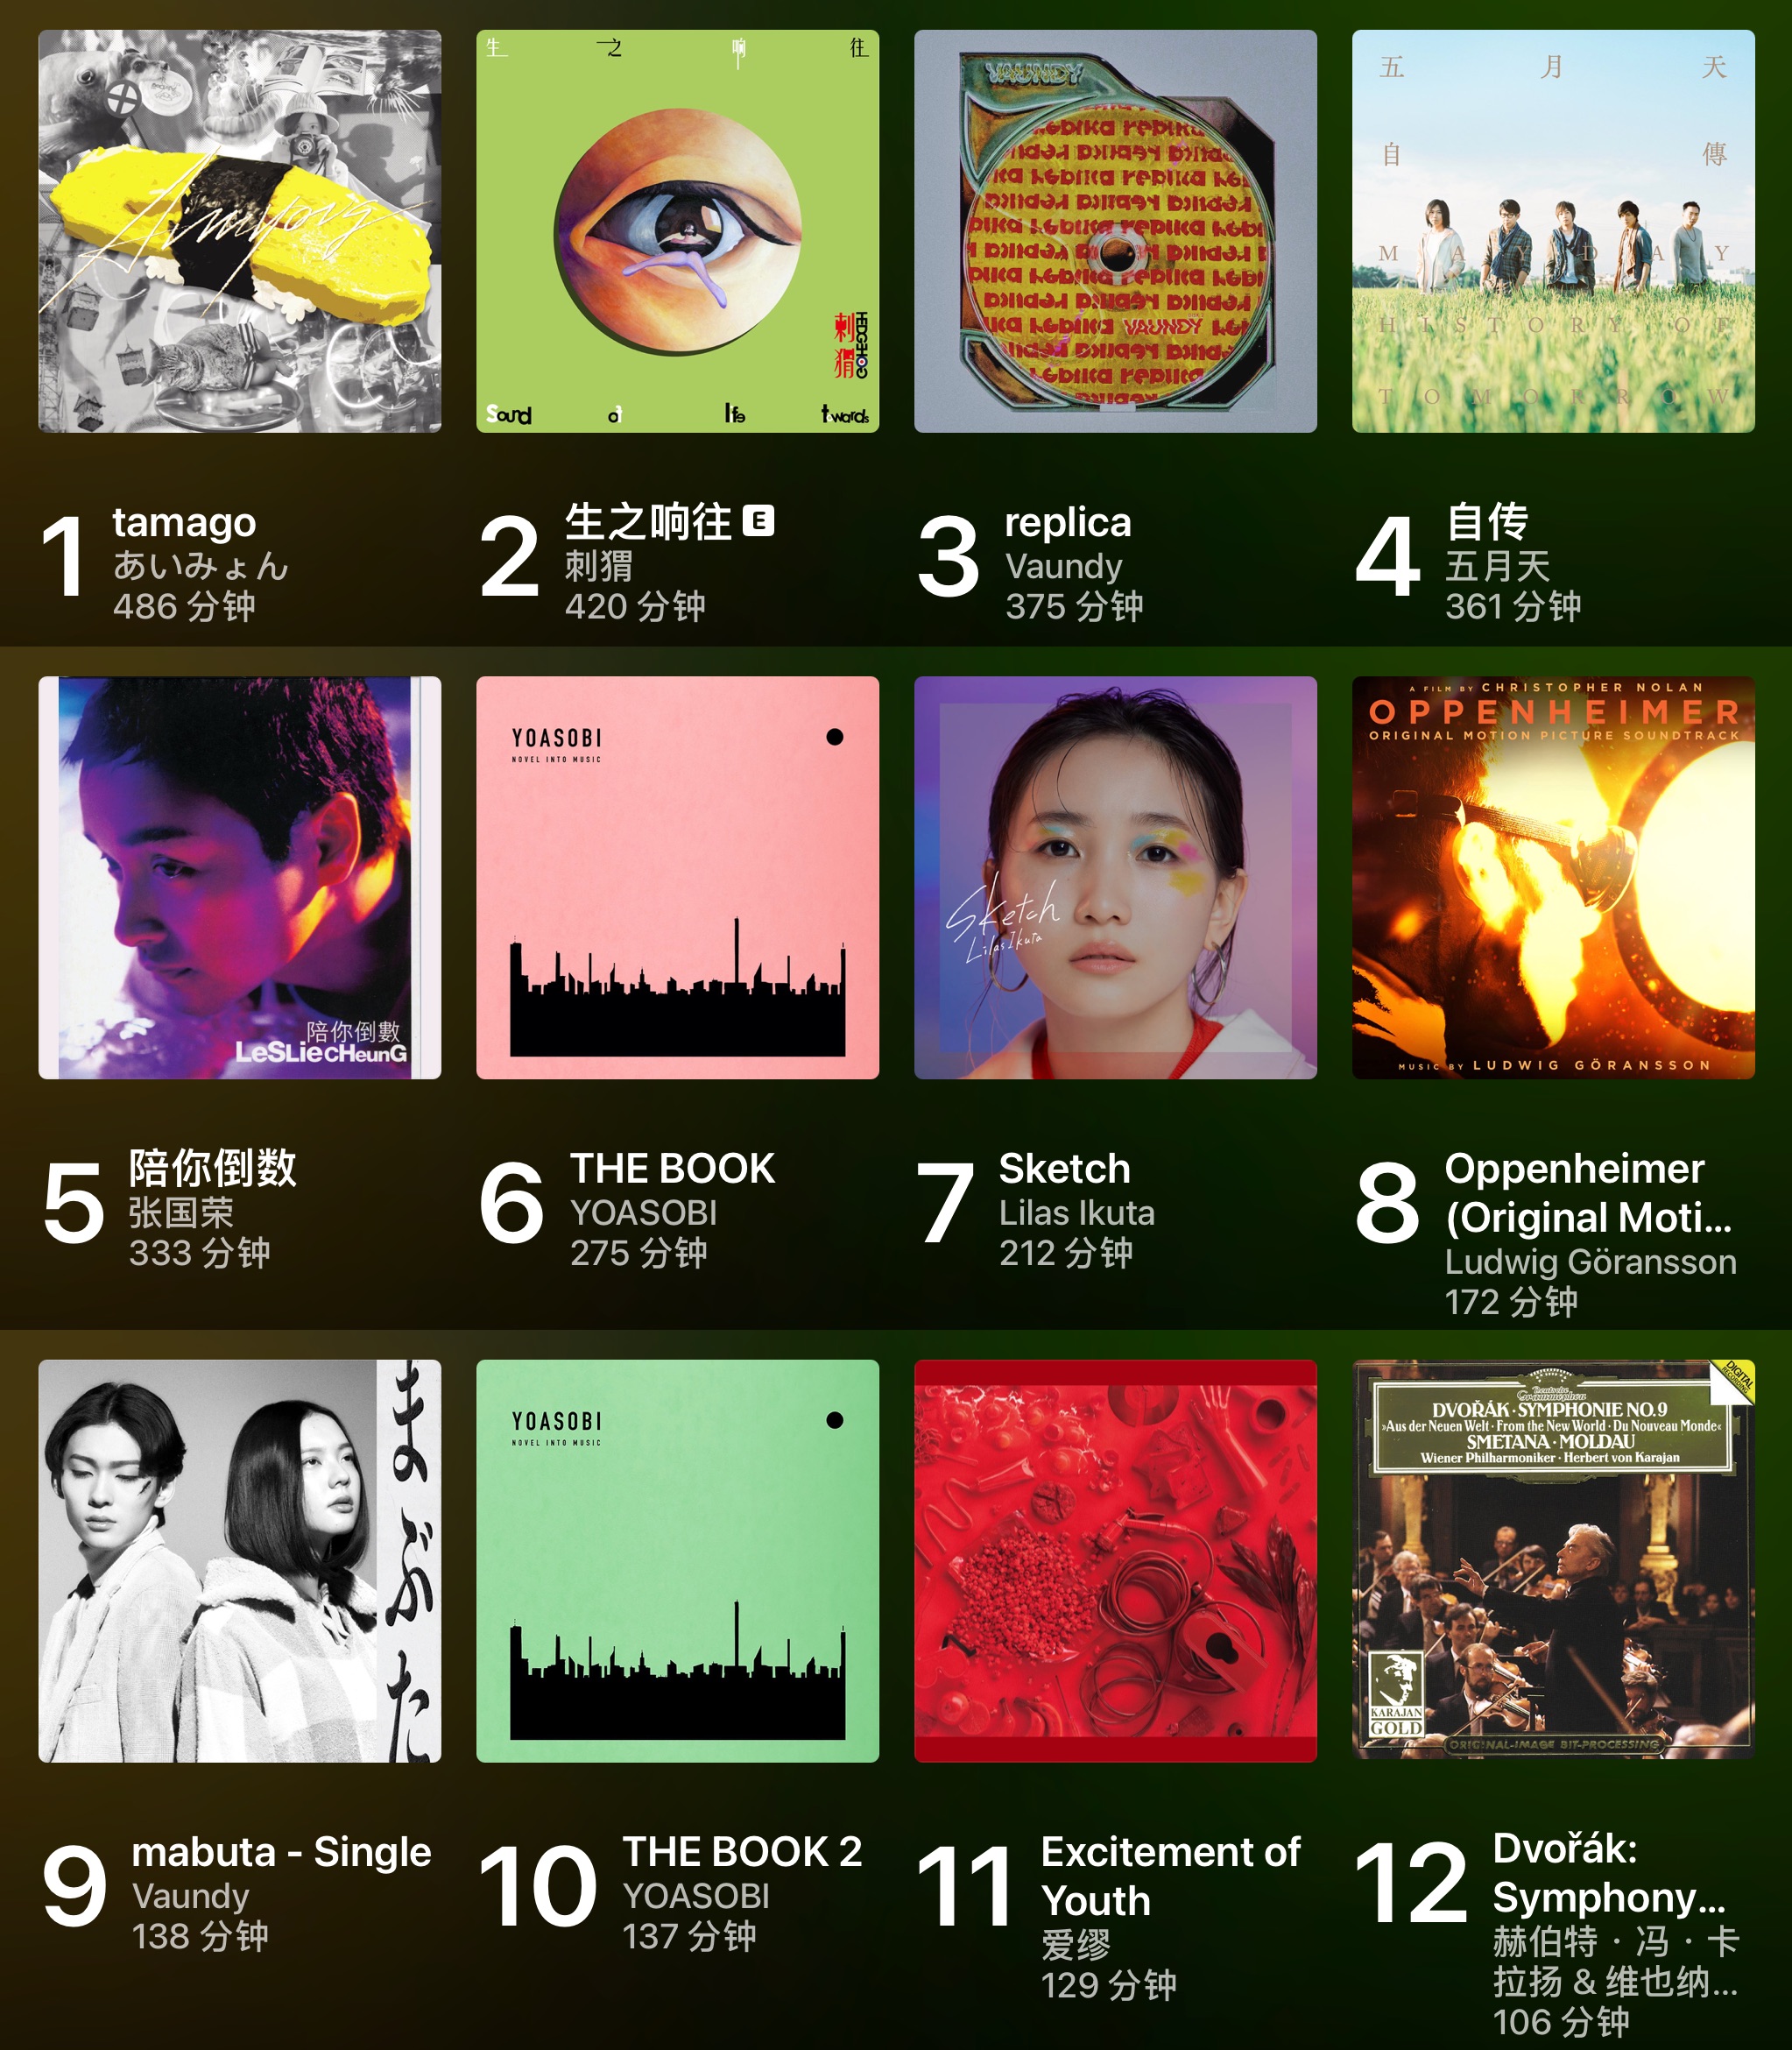 Aimyong
生 之 响 往
刺猬
HEDGEHOG
Sound of life towards
VAUNDY
replica replica
VAUNDY
五 月 天
自 傳
M A Y D A Y
H I S T O R Y O F
T O M O R R O W
1
tamago
あいみょん
486 分钟
2
生之响往 E
刺猬
420 分钟
3
replica
Vaundy
375 分钟
4
自传
五月天
361 分钟
陪你倒數
LeSLiecHeunG
YOASOBI
NOVEL INTO MUSIC
Sketch
Lilas Ikuta
A FILM BY CHRISTOPHER NOLAN
OPPENHEIMER
ORIGINAL MOTION PICTURE SOUNDTRACK
MUSIC BY LUDWIG GÖRANSSON
5
陪你倒数
张国荣
333 分钟
6
THE BOOK
YOASOBI
275 分钟
7
Sketch
Lilas Ikuta
212 分钟
8
Oppenheimer
(Original Moti...
Ludwig Göransson
172 分钟
まぶた
YOASOBI
NOVEL INTO MUSIC
DIGITAL
RECORDING
Deutsche
Grammophon
DVOŘÁK · SYMPHONIE NO. 9
»Aus der Neuen Welt · From the New World · Du Nouveau Monde«
SMETANA · MOLDAU
Wiener Philharmoniker · Herbert von Karajan
KARAJAN
GOLD
ORIGINAL-IMAGE BIT-PROCESSING
9
mabuta - Single
Vaundy
138 分钟
10
THE BOOK 2
YOASOBI
137 分钟
11
Excitement of
Youth
爱缪
129 分钟
12
Dvořák:
Symphony...
赫伯特 · 冯 · 卡
拉扬 & 维也纳...
106 分钟